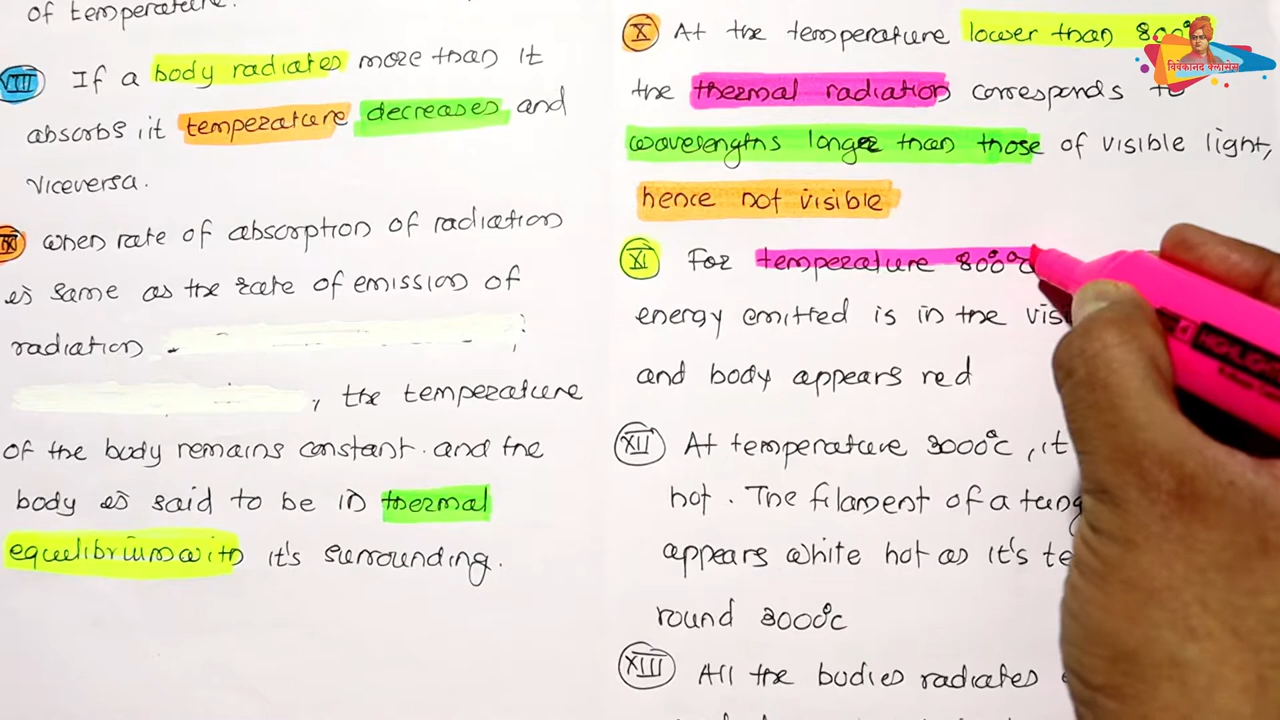 of temperature.
VIII If a body radiates more than it
absorbs, it temperature decreases and
viceversa.
IX when rate of absorption of radiation
is same as the rate of emission of
radiation
, the temperature
of the body remains constant. and the
body is said to be in thermal
equilibrium with it's surrounding.
X At the temperature lower than 800°
the thermal radiation corresponds to
wavelengths longer than those of visible light,
hence not visible
XI For temperature 800°c
energy emitted is in the
and body appears red
XII At temperature 3000°c, it
hot. The filament of a
appears white hot as it's
round 3000°c
XIII All the bodies radiates
विवेकानंद क्लासेस
HIGHLIGH